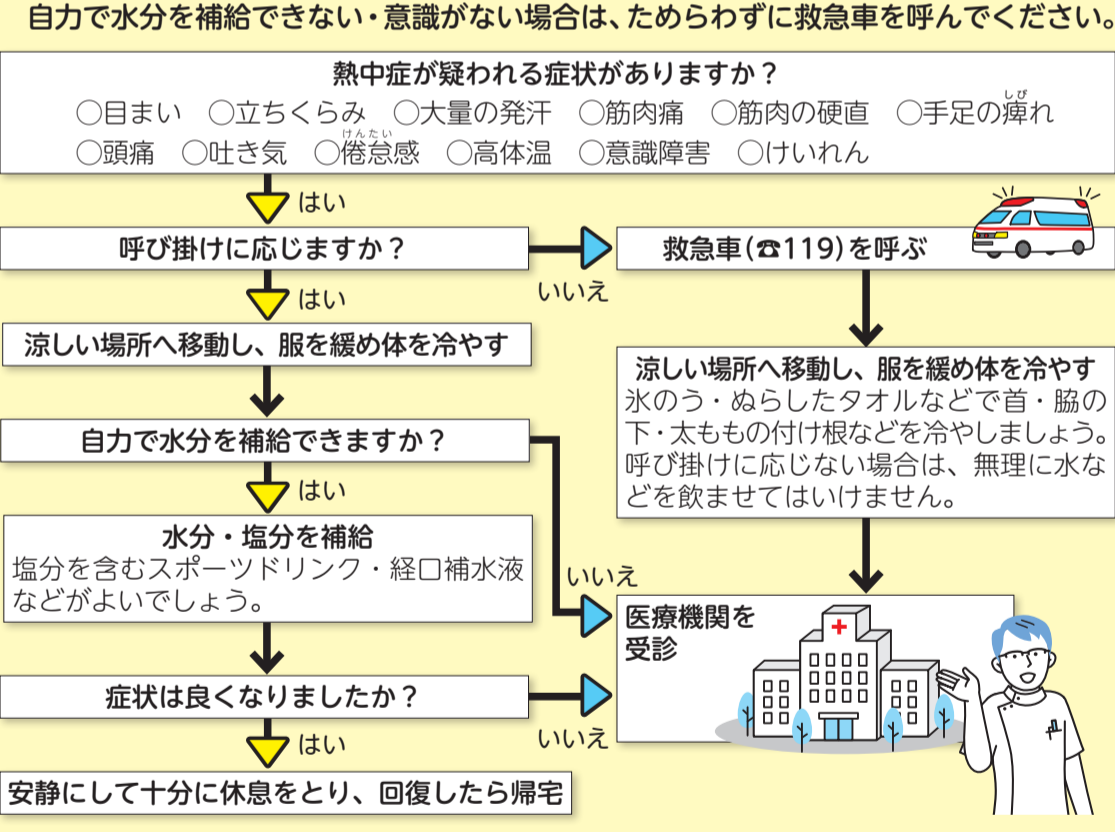 自力で水分を補給できない・意識がない場合は、ためらわずに救急車を呼んでください。
熱中症が疑われる症状がありますか？
○目まい ○立ちくらみ ○大量の発汗 ○筋肉痛 ○筋肉の硬直 ○手足の痺れ
しび
○頭痛 ○吐き気 ○倦怠感 ○高体温 ○意識障害 ○けいれん
けんたい
はい
呼び掛けに応じますか？
いいえ
救急車(☎119)を呼ぶ
はい
涼しい場所へ移動し、服を緩め体を冷やす
涼しい場所へ移動し、服を緩め体を冷やす
氷のう・ぬらしたタオルなどで首・脇の
下・太ももの付け根などを冷やしましょう。
呼び掛けに応じない場合は、無理に水な
どを飲ませてはいけません。
自力で水分を補給できますか？
はい
いいえ
水分・塩分を補給
塩分を含むスポーツドリンク・経口補水液
などがよいでしょう。
医療機関を
受診
症状は良くなりましたか？
いいえ
はい
安静にして十分に休息をとり、回復したら帰宅